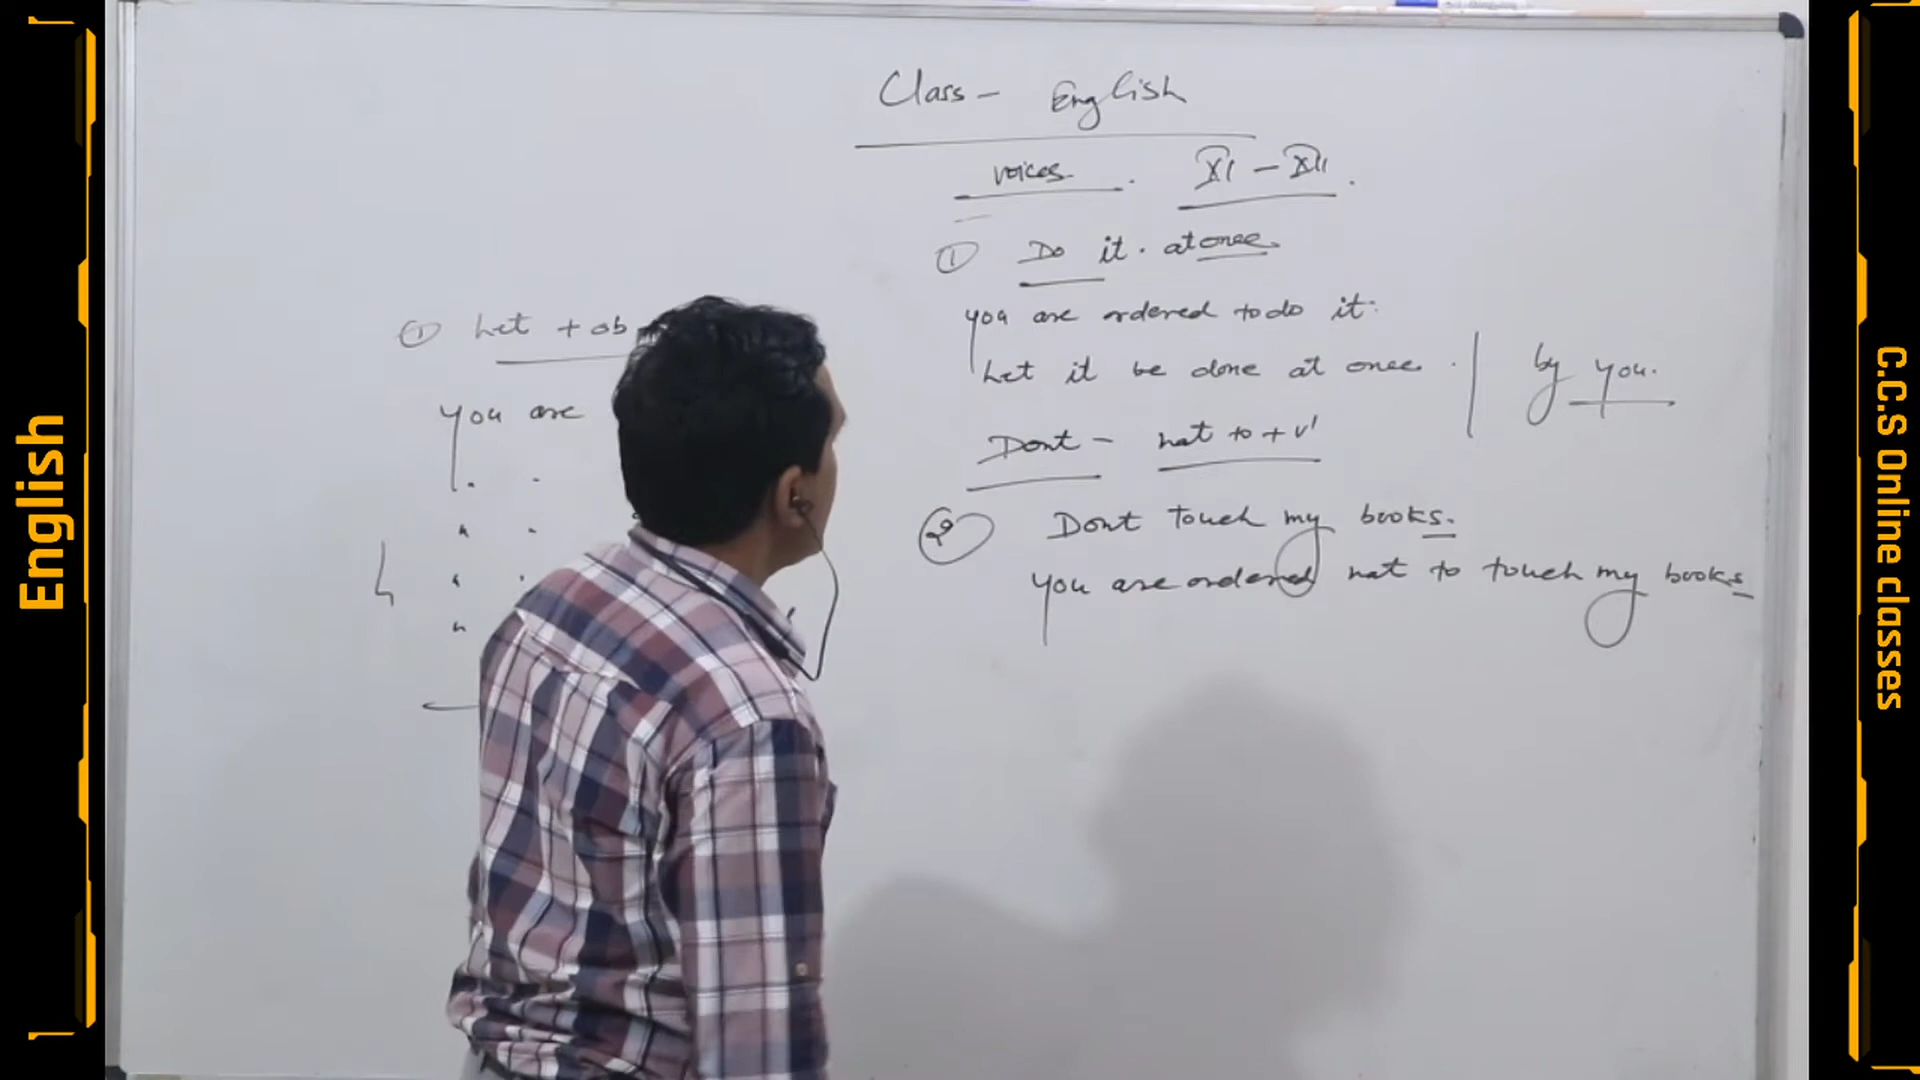 English
Class - English
voices. XI - XII.
① Do it. at once.
you are ordered to do it.
Let it be done at once. | by you.
Dont - not to + v'
② Dont touch my books.
you are ordered not to touch my books
① Let + ob
you are
C.C.S Online classes